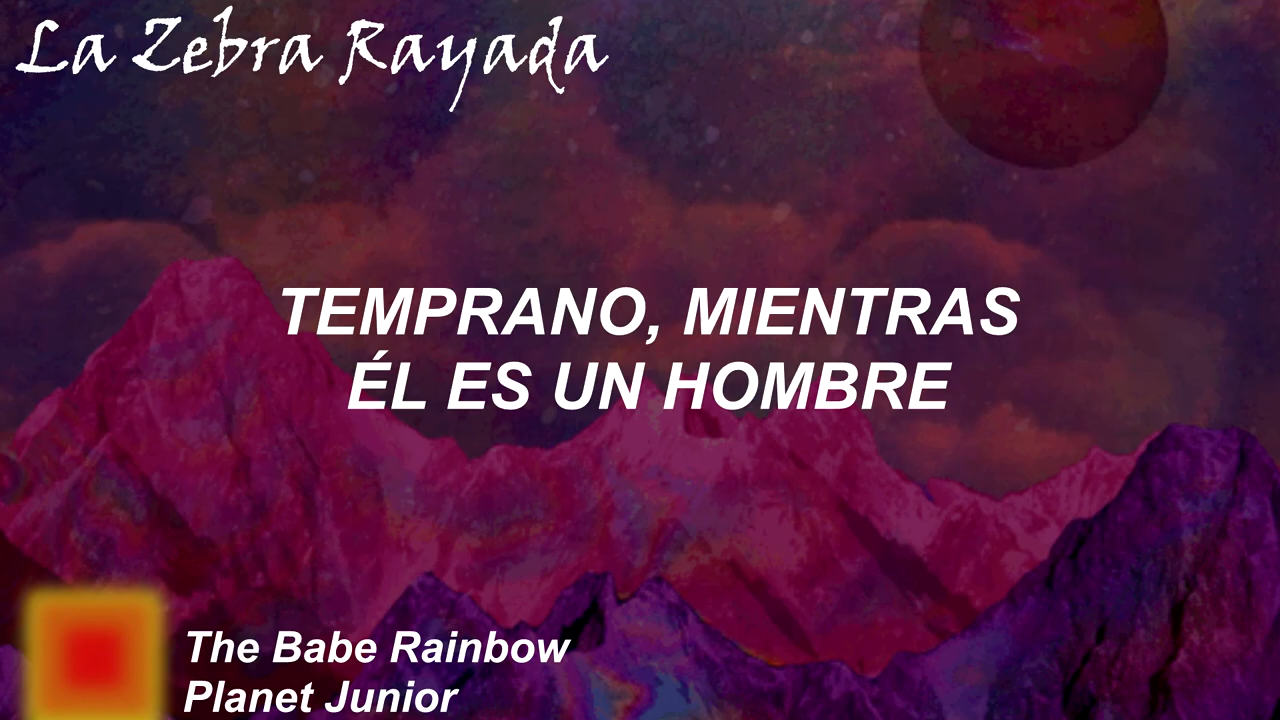 La Zebra Rayada
TEMPRANO, MIENTRAS
ÉL ES UN HOMBRE
The Babe Rainbow
Planet Junior